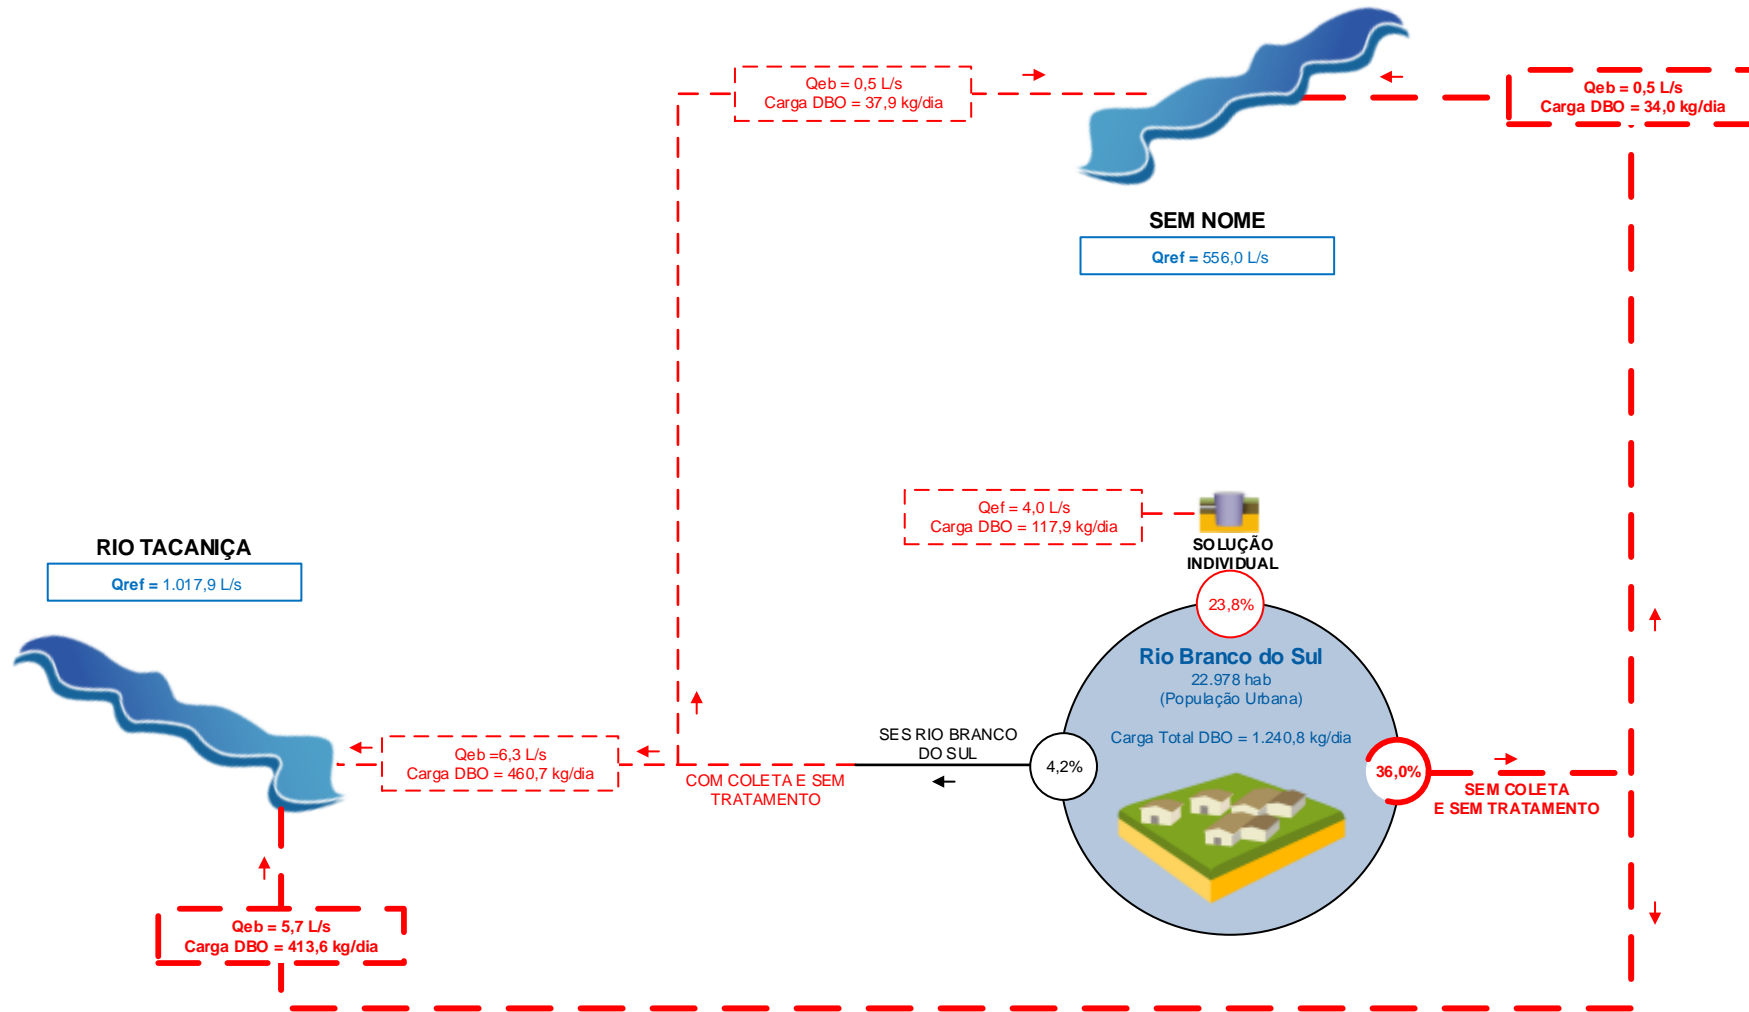 Qeb = 0,5 L/s
Carga DBO = 37,9 kg/dia
Qeb = 0,5 L/s
Carga DBO = 34,0 kg/dia
SEM NOME
Qref = 556,0 L/s
Qef = 4,0 L/s
Carga DBO = 117,9 kg/dia
SOLUÇÃO
INDIVIDUAL
23,8%
RIO TACANIÇA
Qref = 1.017,9 L/s
Rio Branco do Sul
22.978 hab
(População Urbana)
Carga Total DBO = 1.240,8 kg/dia
SES RIO BRANCO
DO SUL
4,2%
36,0%
Qeb =6,3 L/s
Carga DBO = 460,7 kg/dia
COM COLETA E SEM
TRATAMENTO
SEM COLETA
E SEM TRATAMENTO
Qeb = 5,7 L/s
Carga DBO = 413,6 kg/dia